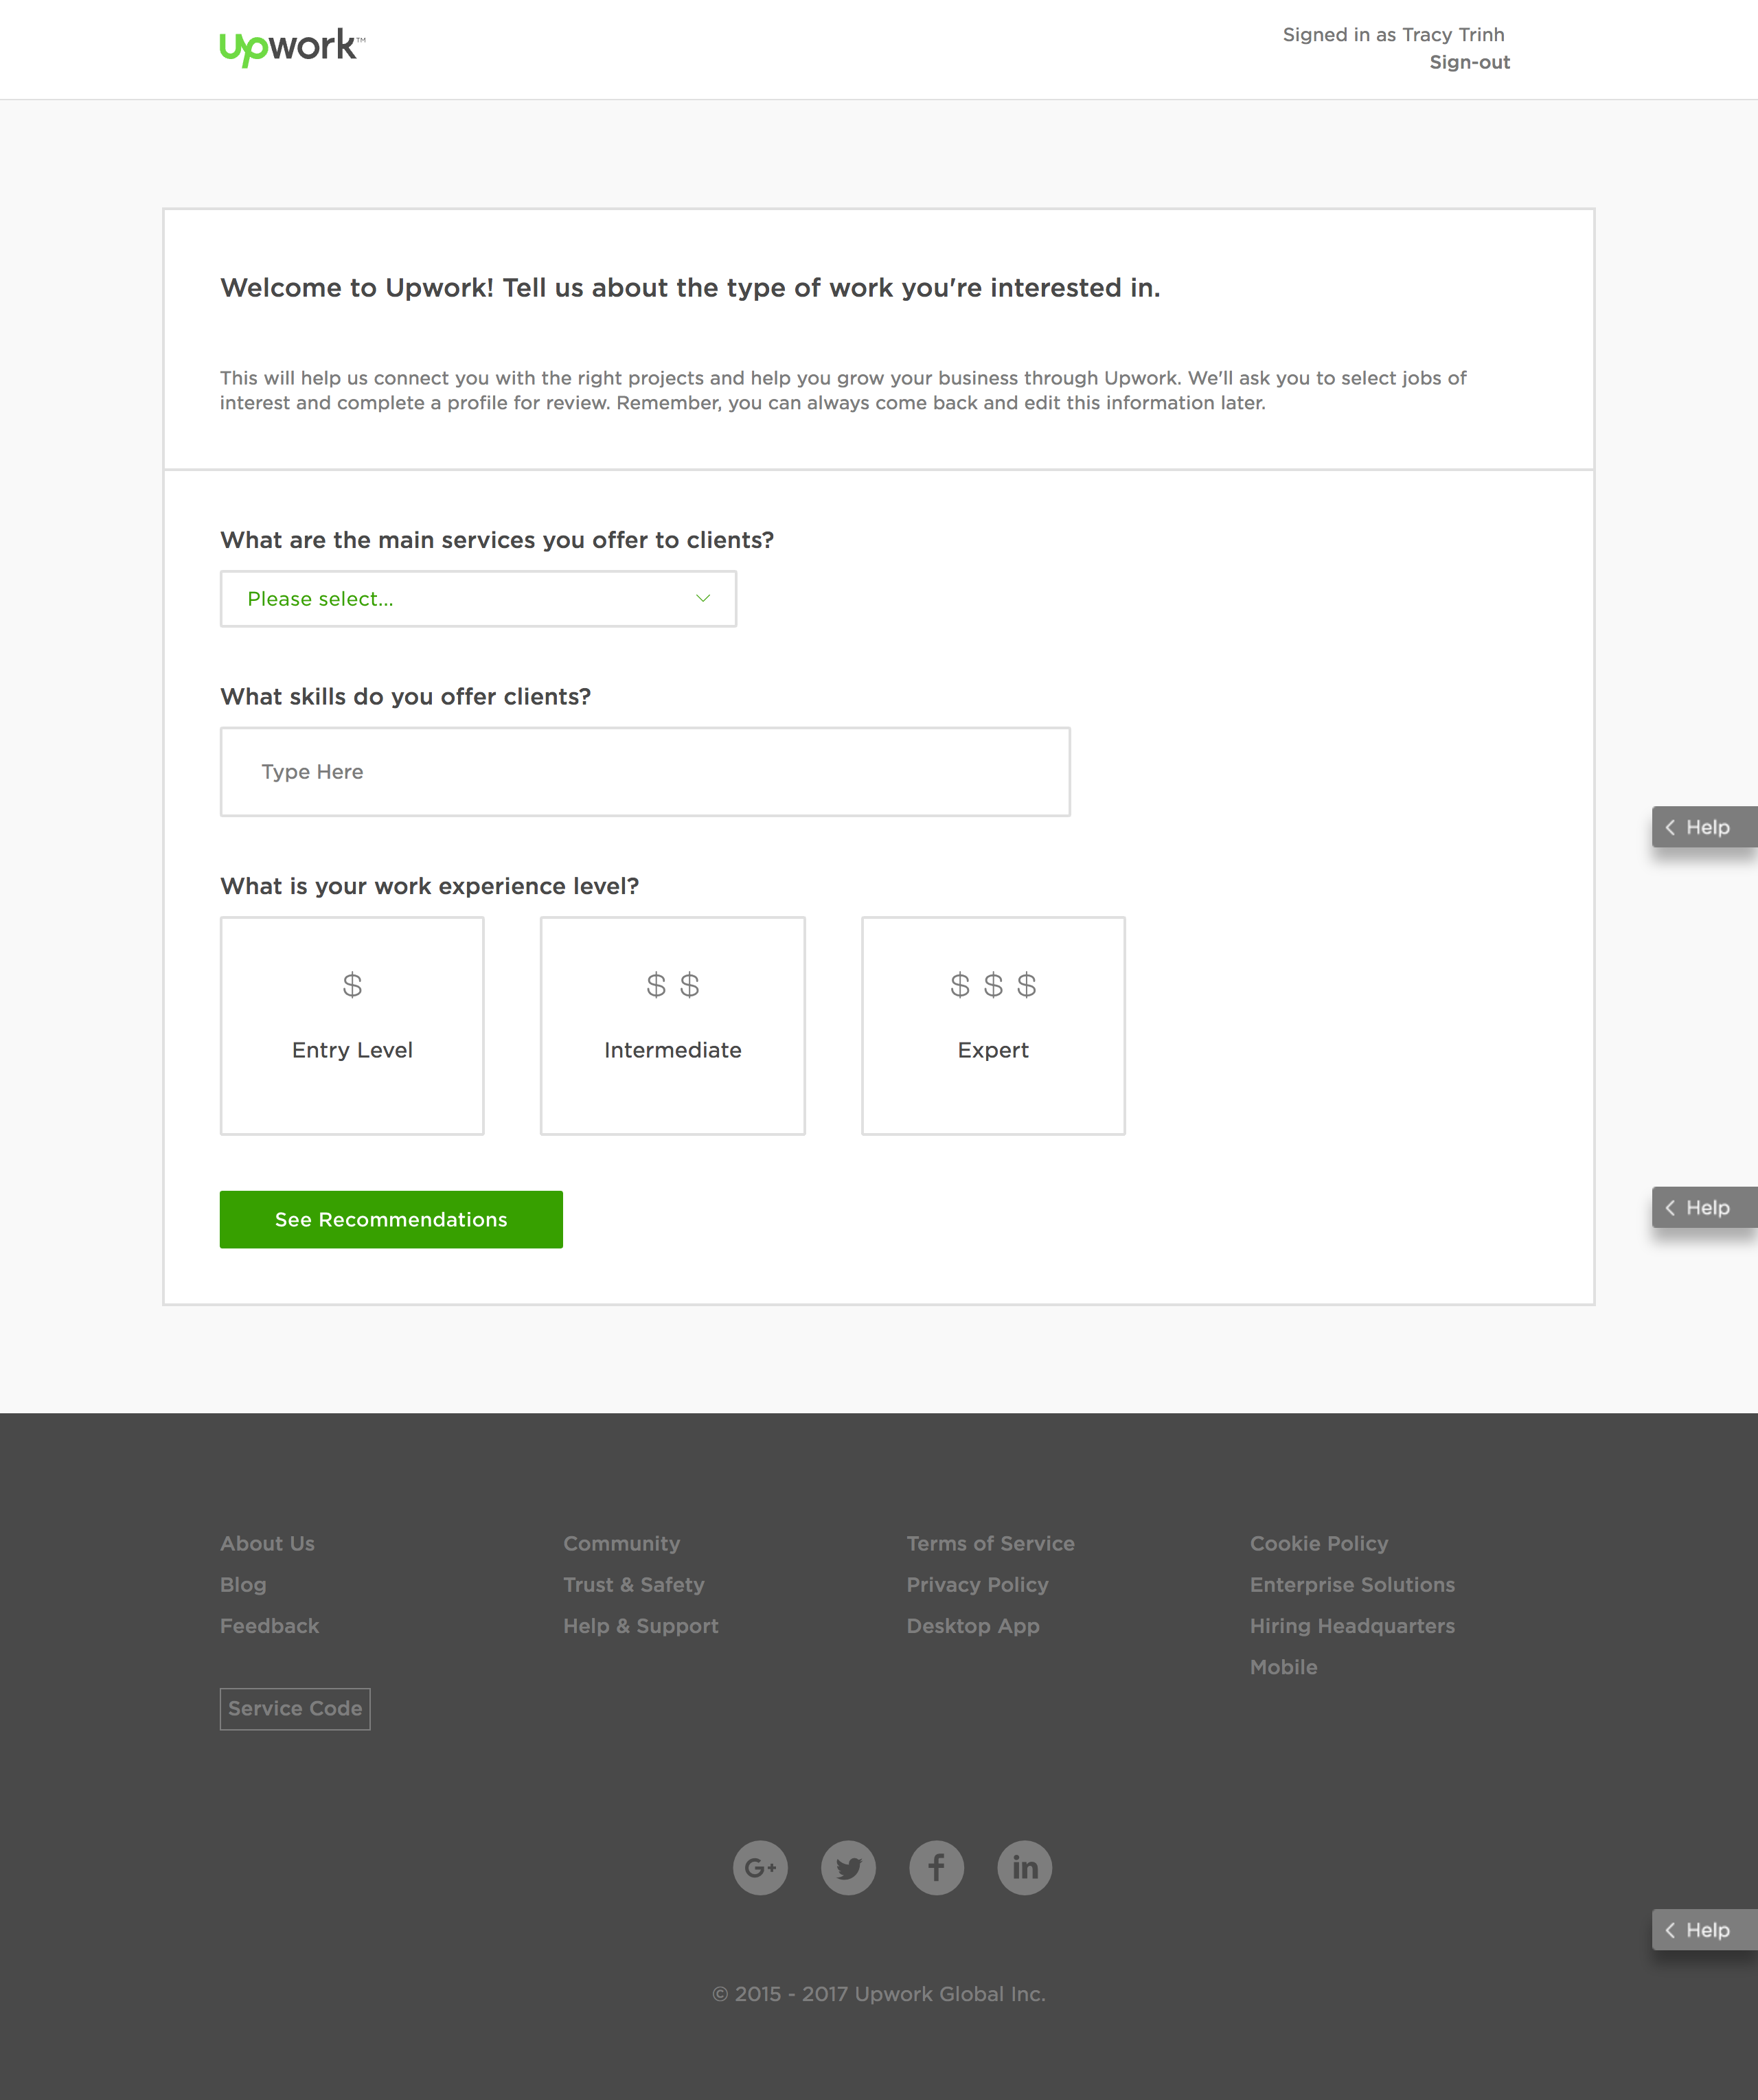 upwork™
Signed in as Tracy Trinh
Sign-out
Welcome to Upwork! Tell us about the type of work you're interested in.
This will help us connect you with the right projects and help you grow your business through Upwork. We'll ask you to select jobs of
interest and complete a profile for review. Remember, you can always come back and edit this information later.
What are the main services you offer to clients?
Please select...
What skills do you offer clients?
Type Here
Help
What is your work experience level?
$
$ $
$ $ $
Entry Level
Intermediate
Expert
See Recommendations
Help
About Us
Blog
Feedback
Service Code
Community
Trust & Safety
Help & Support
Terms of Service
Privacy Policy
Desktop App
Cookie Policy
Enterprise Solutions
Hiring Headquarters
Mobile
G+
f
in
Help
© 2015 - 2017 Upwork Global Inc.